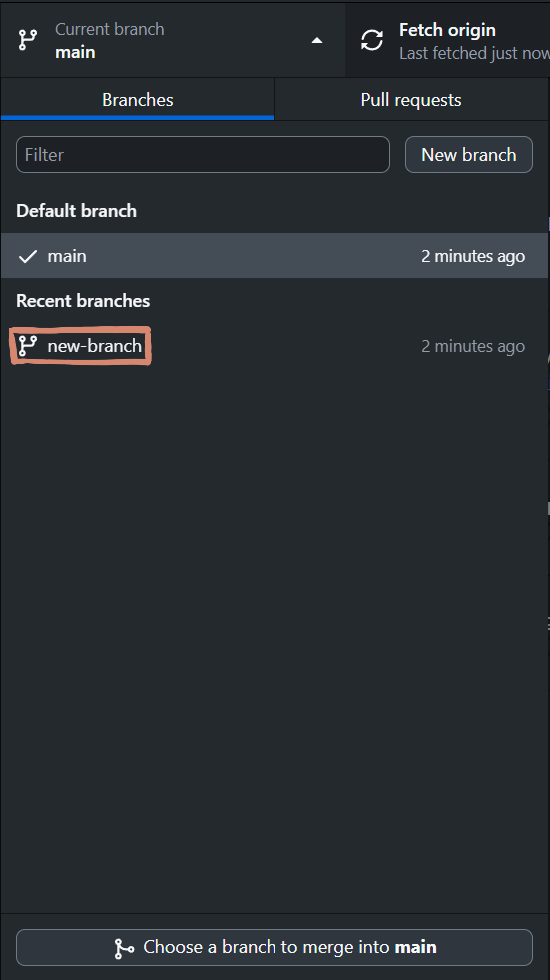 Current branch
main
Fetch origin
Last fetched just now
Branches
Pull requests
Filter
New branch
Default branch
main
2 minutes ago
Recent branches
new-branch
2 minutes ago
Choose a branch to merge into main